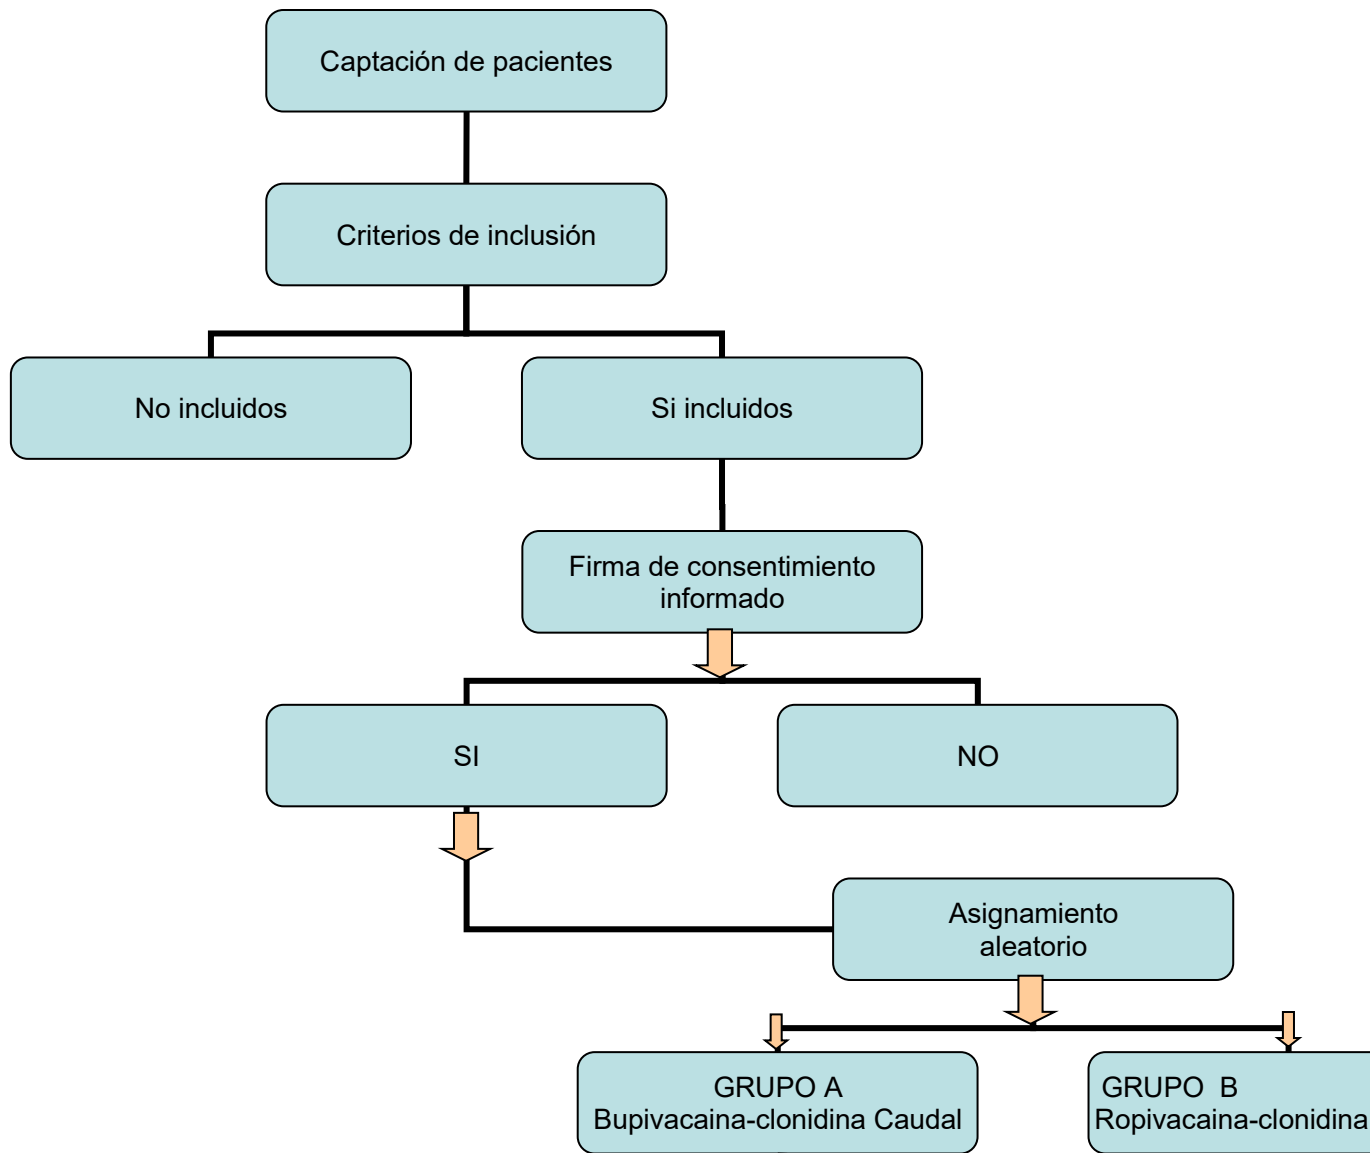 Captación de pacientes
Criterios de inclusión
No incluidos
Si incluidos
Firma de consentimiento
informado
SI
NO
Asignamiento
aleatorio
GRUPO A
Bupivacaina-clonidina Caudal
GRUPO B
Ropivacaina-clonidina